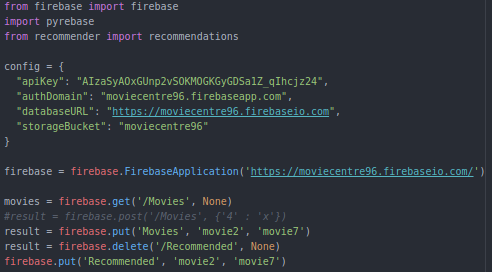 from firebase import firebase
import pyrebase
from recommender import recommendations
config = {
"apiKey": "AIzaSyAOxGUnp2vSOKMOGKGyGDSa1Z_qIhcjz24",
"authDomain": "moviecentre96.firebaseapp.com",
"databaseURL": "https://moviecentre96.firebaseio.com",
"storageBucket": "moviecentre96"
}
firebase = firebase.FirebaseApplication('https://moviecentre96.firebaseio.com/')
movies = firebase.get('/Movies', None)
#result = firebase.post('/Movies', {'4' : 'x'})
result = firebase.put('Movies', 'movie2', 'movie7')
result = firebase.delete('/Recommended', None)
firebase.put('Recommended', 'movie2', 'movie7')